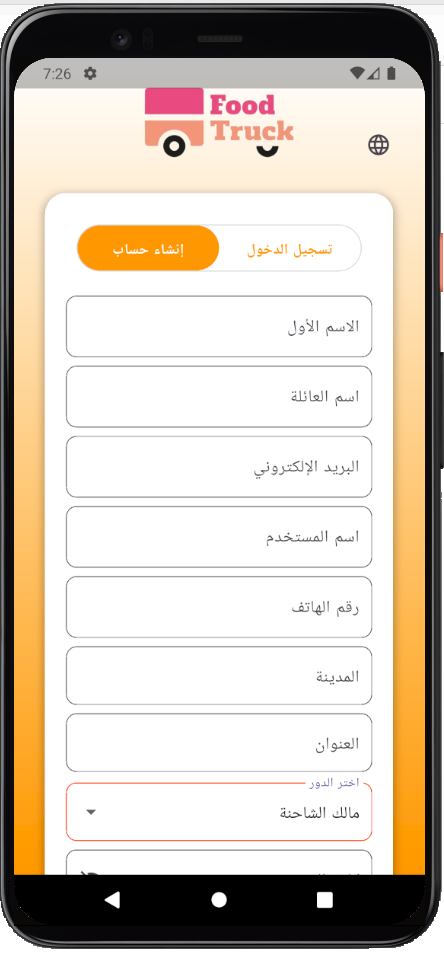 7:26
Food
Truck
تسجيل الدخول
إنشاء حساب
الاسم الأول
اسم العائلة
البريد الإلكتروني
اسم المستخدم
رقم الهاتف
المدينة
العنوان
اختر الدور
مالك الشاحنة